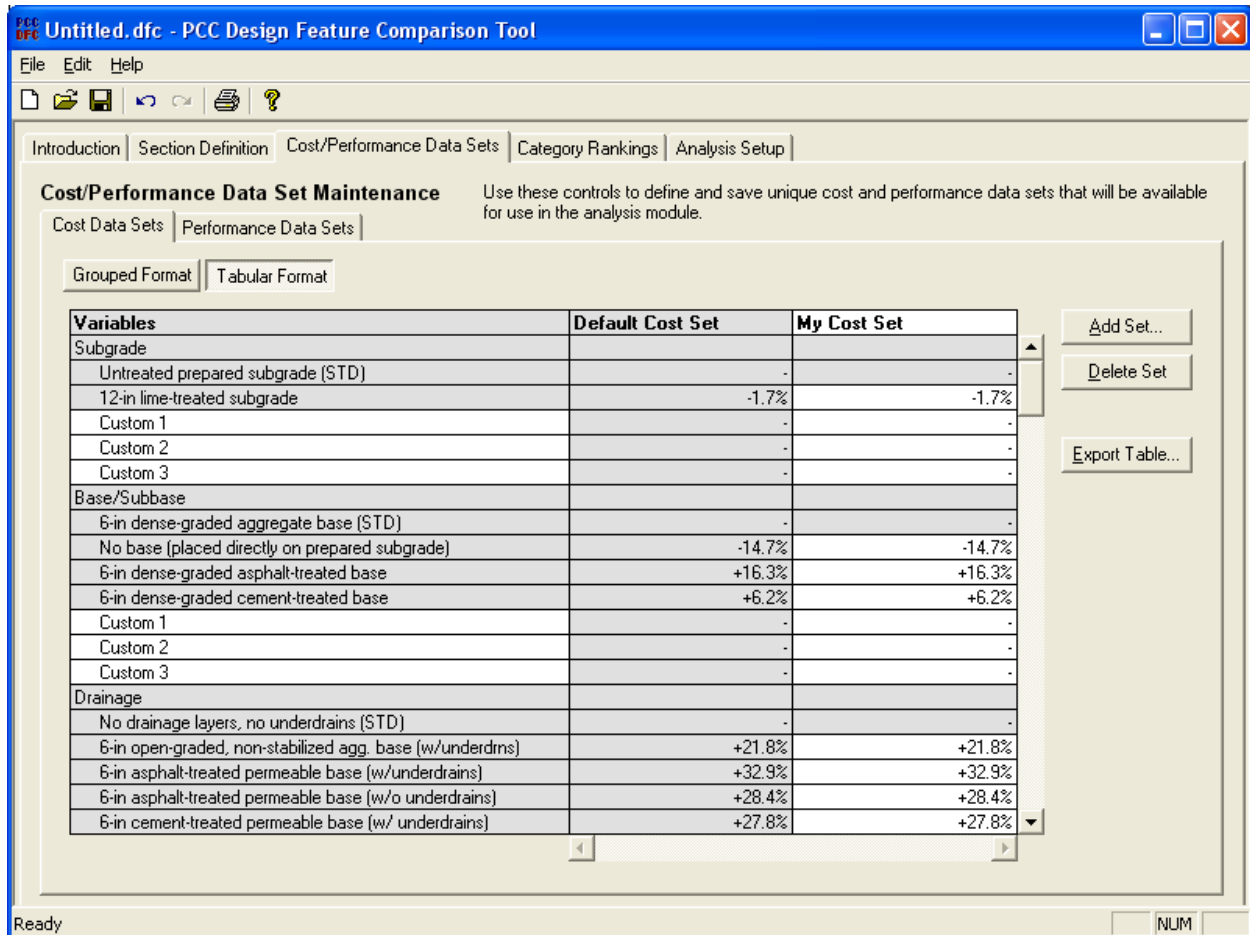 PCC DFC Untitled.dfc - PCC Design Feature Comparison Tool
File Edit Help
Introduction Section Definition Cost/Performance Data Sets Category Rankings Analysis Setup
Cost/Performance Data Set Maintenance
Use these controls to define and save unique cost and performance data sets that will be available
for use in the analysis module.
Cost Data Sets Performance Data Sets
Grouped Format Tabular Format
Variables Default Cost Set My Cost Set
Subgrade
Untreated prepared subgrade (STD) - -
12-in lime-treated subgrade -1.7% -1.7%
Custom 1 - -
Custom 2 - -
Custom 3 - -
Base/Subbase
6-in dense-graded aggregate base (STD) - -
No base (placed directly on prepared subgrade) -14.7% -14.7%
6-in dense-graded asphalt-treated base +16.3% +16.3%
6-in dense-graded cement-treated base +6.2% +6.2%
Custom 1 - -
Custom 2 - -
Custom 3 - -
Drainage
No drainage layers, no underdrains (STD) - -
6-in open-graded, non-stabilized agg. base (w/underdrns) +21.8% +21.8%
6-in asphalt-treated permeable base (w/underdrains) +32.9% +32.9%
6-in asphalt-treated permeable base (w/o underdrains) +28.4% +28.4%
6-in cement-treated permeable base (w/ underdrains) +27.8% +27.8%
Add Set...
Delete Set
Export Table...
Ready NUM